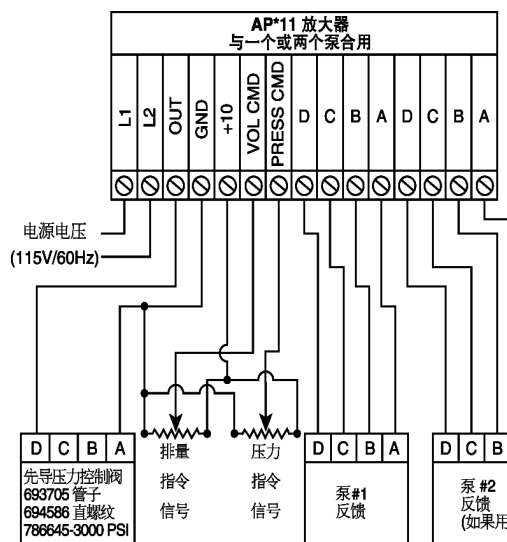 AP*11 放大器
与一个或两个泵合用
L1
L2
OUT
GND
+10
VOL CMD
PRESS CMD
D
C
B
A
D
C
B
A
电源电压
(115V/60Hz)
D C B A
先导压力控制阀
693705 管子
694586 直螺纹
786645-3000 PSI
排量
指令
信号
压力
指令
信号
D C B A
泵#1
反馈
D C B
泵 #2
反馈
(如果用